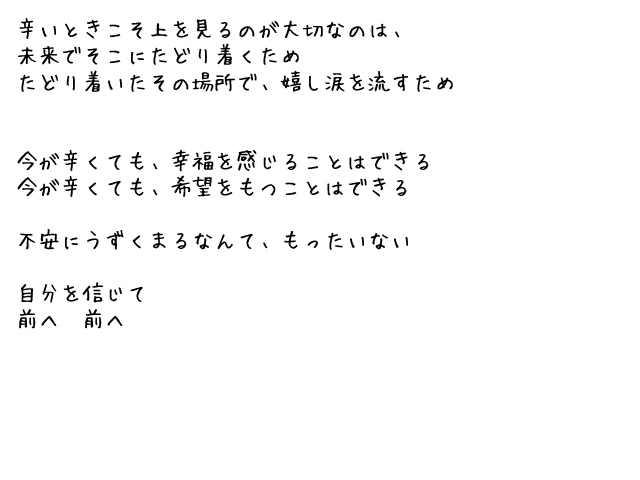 辛いときこそ上を見るのが大切なのは、
未来でそこにたどり着くため
たどり着いたその場所で、嬉し涙を流すため
今が辛くても、幸福を感じることはできる
今が辛くても、希望をもつことはできる
不安にうずくまるなんて、もったいない
自分を信じて
前へ　前へ